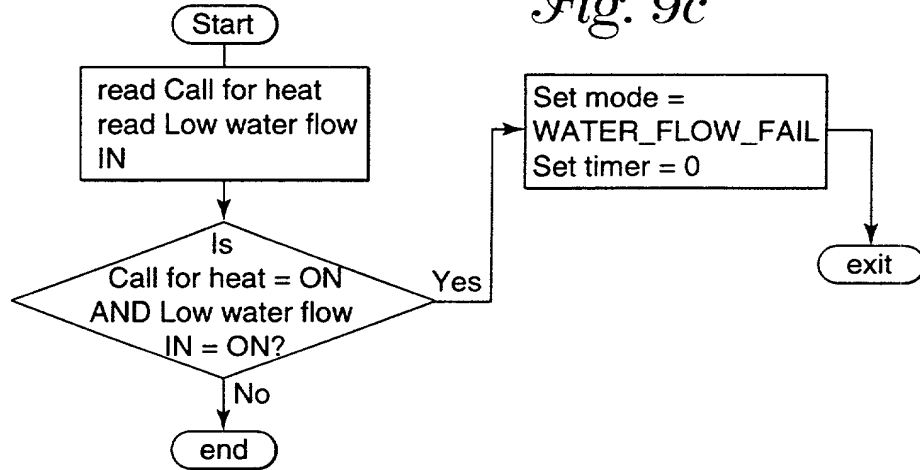 Fig. 9c
Start
read Call for heat
read Low water flow
IN
Is
Call for heat = ON
AND Low water flow
IN = ON?
Yes
No
end
Set mode =
WATER_FLOW_FAIL
Set timer = 0
exit